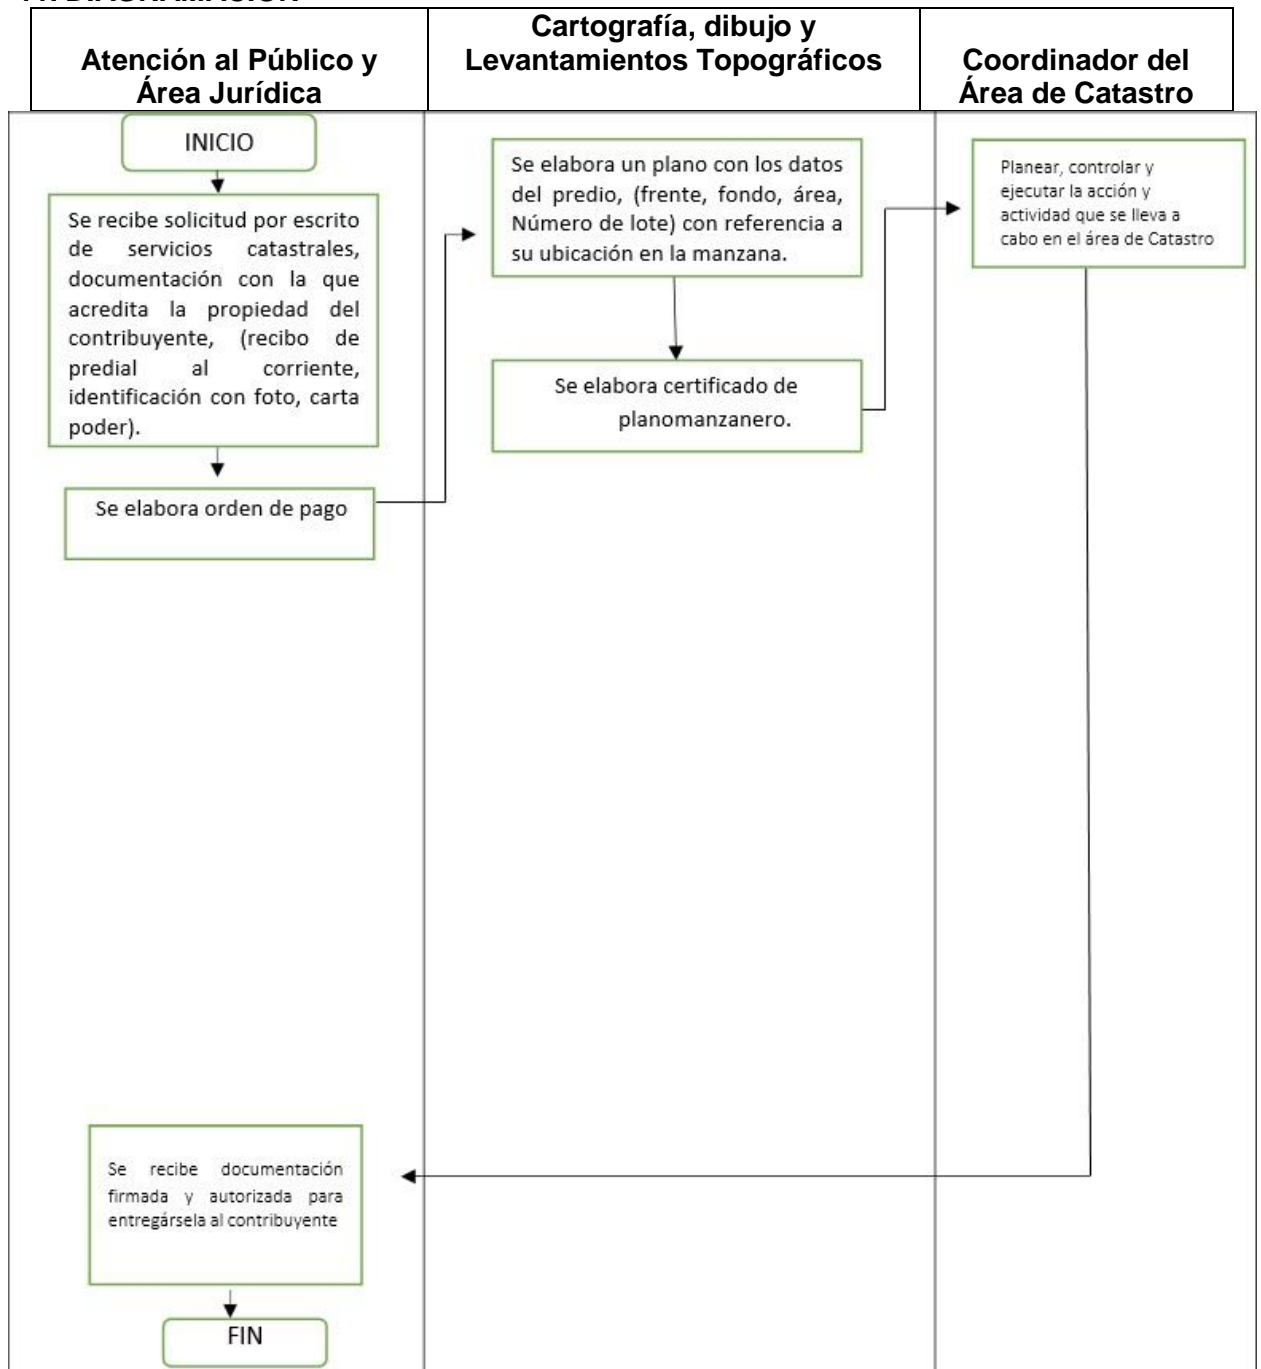 Atención al Público y
Área Jurídica
Cartografía, dibujo y
Levantamientos Topográficos
Coordinador del
Área de Catastro
INICIO
Se recibe solicitud por escrito
de servicios catastrales,
documentación con la que
acredita la propiedad del
contribuyente, (recibo de
predial al corriente,
identificación con foto, carta
poder).
Se elabora orden de pago
Se elabora un plano con los datos
del predio, (frente, fondo, área,
Número de lote) con referencia a
su ubicación en la manzana.
Se elabora certificado de
planomanzanero.
Planear, controlar y
ejecutar la acción y
actividad que se lleva a
cabo en el área de Catastro
Se recibe documentación
firmada y autorizada para
entregársela al contribuyente
FIN